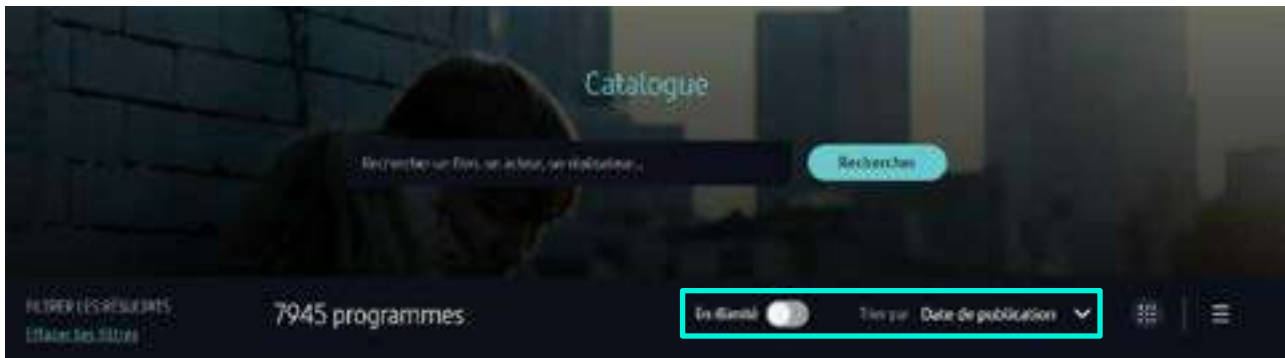 Catalogue
Rechercher un film, un acteur, un réalisateur...
Rechercher
FILTRER LES RÉSULTATS
Effacer les filtres
7945 programmes
En illimité
Trier par Date de publication